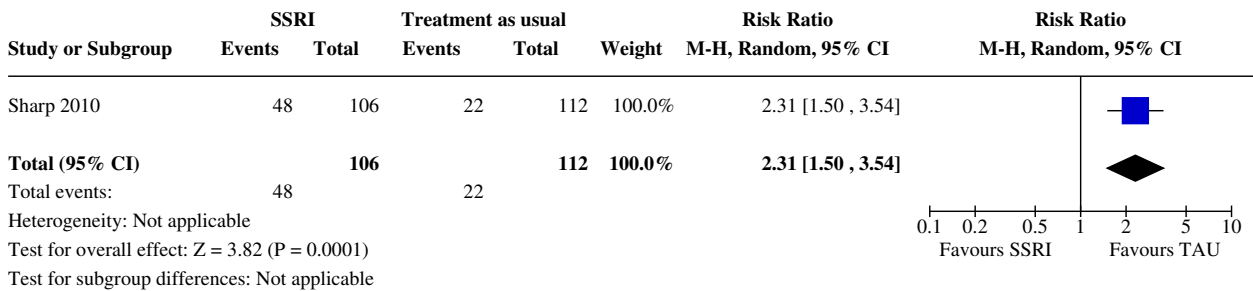 SSRI Treatment as usual Risk Ratio Risk Ratio
Study or Subgroup Events Total Events Total Weight M-H, Random, 95% CI M-H, Random, 95% CI
Sharp 2010 48 106 22 112 100.0% 2.31 [1.50 , 3.54]
Total (95% CI) 106 112 100.0% 2.31 [1.50 , 3.54]
Total events: 48 22
Heterogeneity: Not applicable
0.1 0.2 0.5 1 2 5 10
Test for overall effect: Z = 3.82 (P = 0.0001)
Favours SSRI Favours TAU
Test for subgroup differences: Not applicable